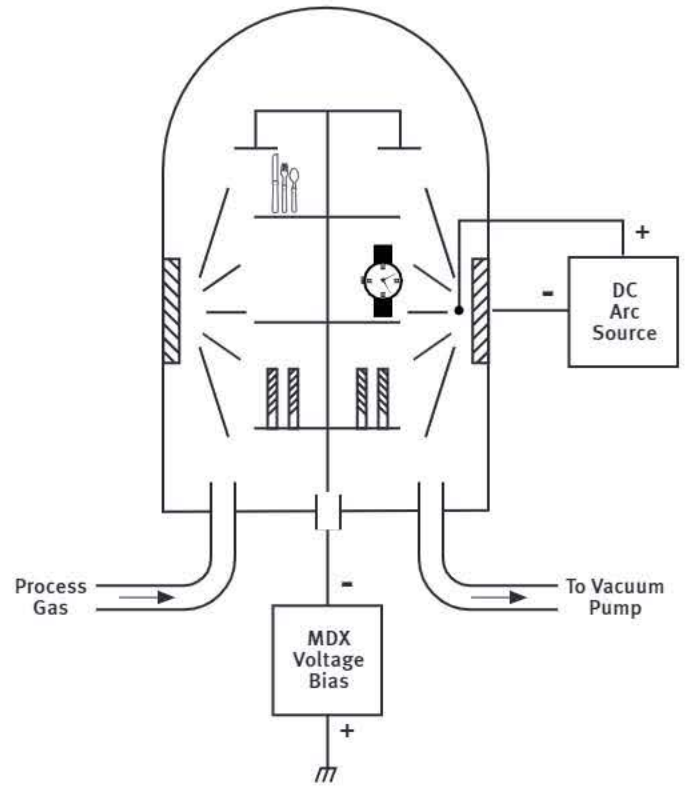 +
-
DC
Arc
Source
Process
Gas
To Vacuum
Pump
-
MDX
Voltage
Bias
+